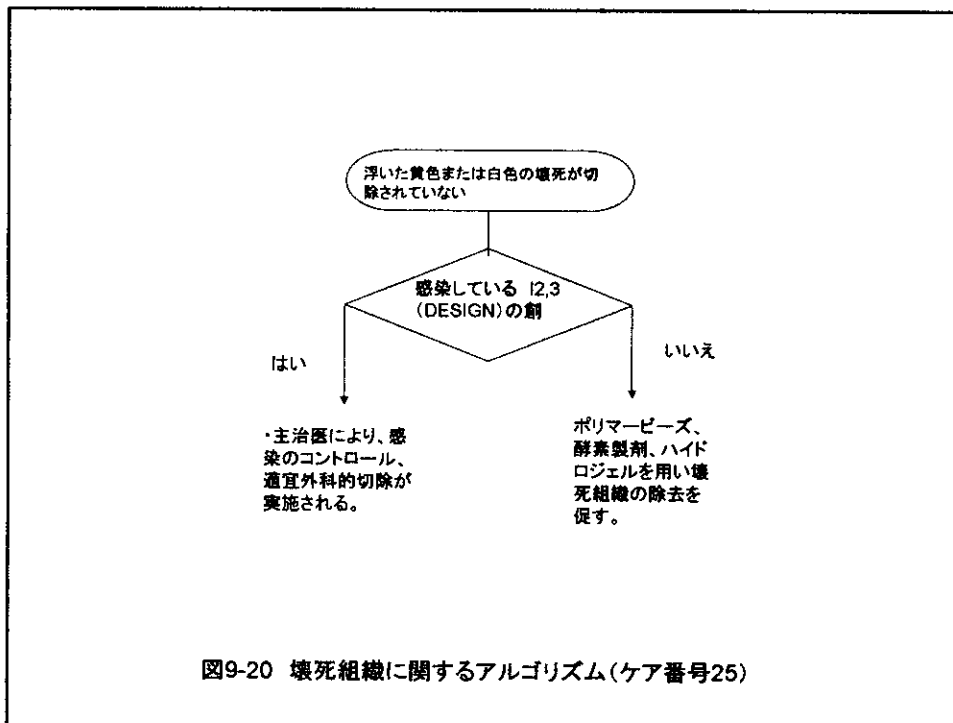 浮いた黄色または白色の壊死が切
除されていない
感染している I2,3
(DESIGN)の創
はい
いいえ
・主治医により、感
染のコントロール、
適宜外科的切除が
実施される。
ポリマービーズ、
酵素製剤、ハイド
ロジェルを用い壊
死組織の除去を
促す。
図9-20 壊死組織に関するアルゴリズム(ケア番号25)